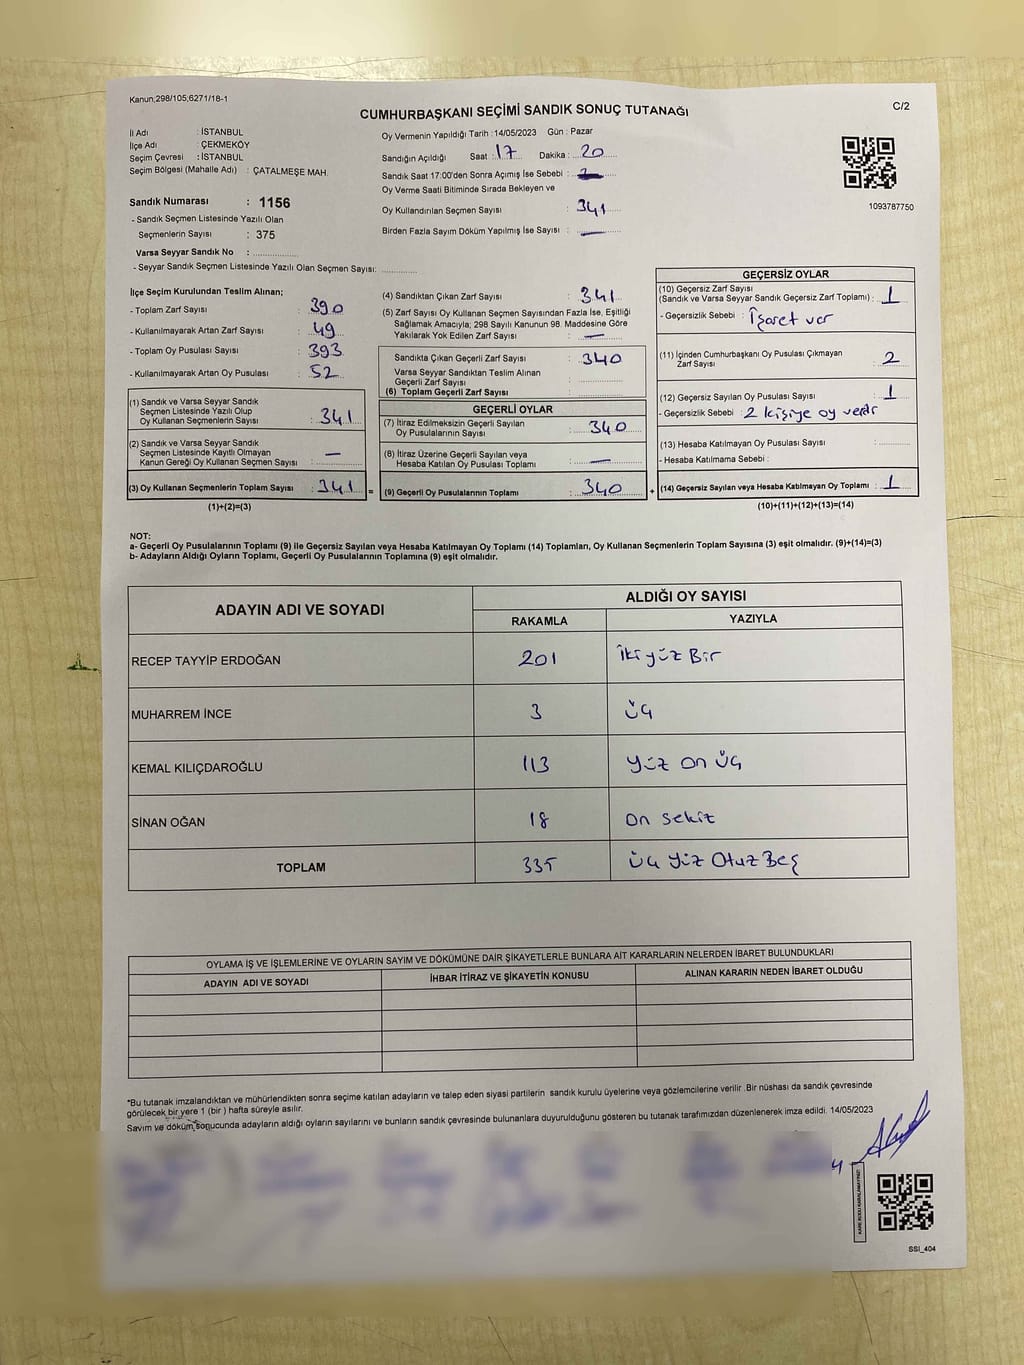 Kanun;298/105;6271/18-1
CUMHURBAŞKANI SEÇİMİ SANDIK SONUÇ TUTANAĞI
C/2
İl Adı : İSTANBUL
İlçe Adı : ÇEKMEKÖY
Seçim Çevresi : İSTANBUL
Seçim Bölgesi (Mahalle Adı) : ÇATALMEŞE MAH.
Sandık Numarası : 1156
- Sandık Seçmen Listesinde Yazılı Olan
Seçmenlerin Sayısı : 375
Varsa Seyyar Sandık No :
- Seyyar Sandık Seçmen Listesinde Yazılı Olan Seçmen Sayısı:
Oy Vermenin Yapıldığı Tarih : 14/05/2023 Gün : Pazar
Sandığın Açıldığı Saat : 17 Dakika : 20
Sandık Saat 17:00'den Sonra Açımış İse Sebebi :
Oy Verme Saati Bitiminde Sırada Bekleyen ve
Oy Kullandırılan Seçmen Sayısı : 341
Birden Fazla Sayım Döküm Yapılmış İse Sayısı : —
1093787750
İlçe Seçim Kurulundan Teslim Alınan;
- Toplam Zarf Sayısı : 390
- Kullanılmayarak Artan Zarf Sayısı : 49
- Toplam Oy Pusulası Sayısı : 393
- Kullanılmayarak Artan Oy Pusulası : 52
(1) Sandık ve Varsa Seyyar Sandık
Seçmen Listesinde Yazılı Olup
Oy Kullanan Seçmenlerin Sayısı : 341
(2) Sandık ve Varsa Seyyar Sandık
Seçmen Listesinde Kayıtlı Olmayan
Kanun Gereği Oy Kullanan Seçmen Sayısı : —
(3) Oy Kullanan Seçmenlerin Toplam Sayısı : 341 =
(1)+(2)=(3)
(4) Sandıktan Çıkan Zarf Sayısı : 341
(5) Zarf Sayısı Oy Kullanan Seçmen Sayısından Fazla İse, Eşitliği
Sağlamak Amacıyla; 298 Sayılı Kanunun 98. Maddesine Göre
Yakılarak Yok Edilen Zarf Sayısı : —
Sandıkta Çıkan Geçerli Zarf Sayısı : 340
Varsa Seyyar Sandıktan Teslim Alınan
Geçerli Zarf Sayısı :
(6) Toplam Geçerli Zarf Sayısı :
GEÇERLİ OYLAR
(7) İtiraz Edilmeksizin Geçerli Sayılan
Oy Pusulalarının Sayısı : 340
(8) İtiraz Üzerine Geçerli Sayılan veya
Hesaba Katılan Oy Pusulası Toplamı : —
(9) Geçerli Oy Pusulalarının Toplamı : 340 +
GEÇERSİZ OYLAR
(10) Geçersiz Zarf Sayısı
(Sandık ve Varsa Seyyar Sandık Geçersiz Zarf Toplamı) : 1
- Geçersizlik Sebebi : İşaret var
(11) İçinden Cumhurbaşkanı Oy Pusulası Çıkmayan
Zarf Sayısı : 2
(12) Geçersiz Sayılan Oy Pusulası Sayısı : 1
- Geçersizlik Sebebi : 2 kişiye oy verdr
(13) Hesaba Katılmayan Oy Pusulası Sayısı :
- Hesaba Katılmama Sebebi :
(14) Geçersiz Sayılan veya Hesaba Katılmayan Oy Toplamı : 1
(10)+(11)+(12)+(13)=(14)
NOT:
a- Geçerli Oy Pusulalarının Toplamı (9) ile Geçersiz Sayılan veya Hesaba Katılmayan Oy Toplamı (14) Toplamları, Oy Kullanan Seçmenlerin Toplam Sayısına (3) eşit olmalıdır. (9)+(14)=(3)
b- Adayların Aldığı Oyların Toplamı, Geçerli Oy Pusulalarının Toplamına (9) eşit olmalıdır.
ADAYIN ADI VE SOYADI
ALDIĞI OY SAYISI
RAKAMLA YAZIYLA
RECEP TAYYİP ERDOĞAN 201 İki yüz Bir
MUHARREM İNCE 3 üç
KEMAL KILIÇDAROĞLU 113 yüz on üç
SİNAN OĞAN 18 on sekiz
TOPLAM 335 üç yüz Otuz Beş
OYLAMA İŞ VE İŞLEMLERİNE VE OYLARIN SAYIM VE DÖKÜMÜNE DAİR ŞİKAYETLERLE BUNLARA AİT KARARLARIN NELERDEN İBARET BULUNDUKLARI
ADAYIN ADI VE SOYADI İHBAR İTİRAZ VE ŞİKAYETİN KONUSU ALINAN KARARIN NEDEN İBARET OLDUĞU
*Bu tutanak imzalandıktan ve mühürlendikten sonra seçime katılan adayların ve talep eden siyasi partilerin sandık kurulu üyelerine veya gözlemcilerine verilir .Bir nüshası da sandık çevresinde
görülecek bir yere 1 (bir ) hafta süreyle asılır.
Sayım ve döküm sonucunda adayların aldığı oyların sayılarını ve bunların sandık çevresinde bulunanlara duyurulduğunu gösteren bu tutanak tarafımızdan düzenlenerek imza edildi. 14/05/2023
KARE KODU KARALAMAYINIZ!
SSI_404